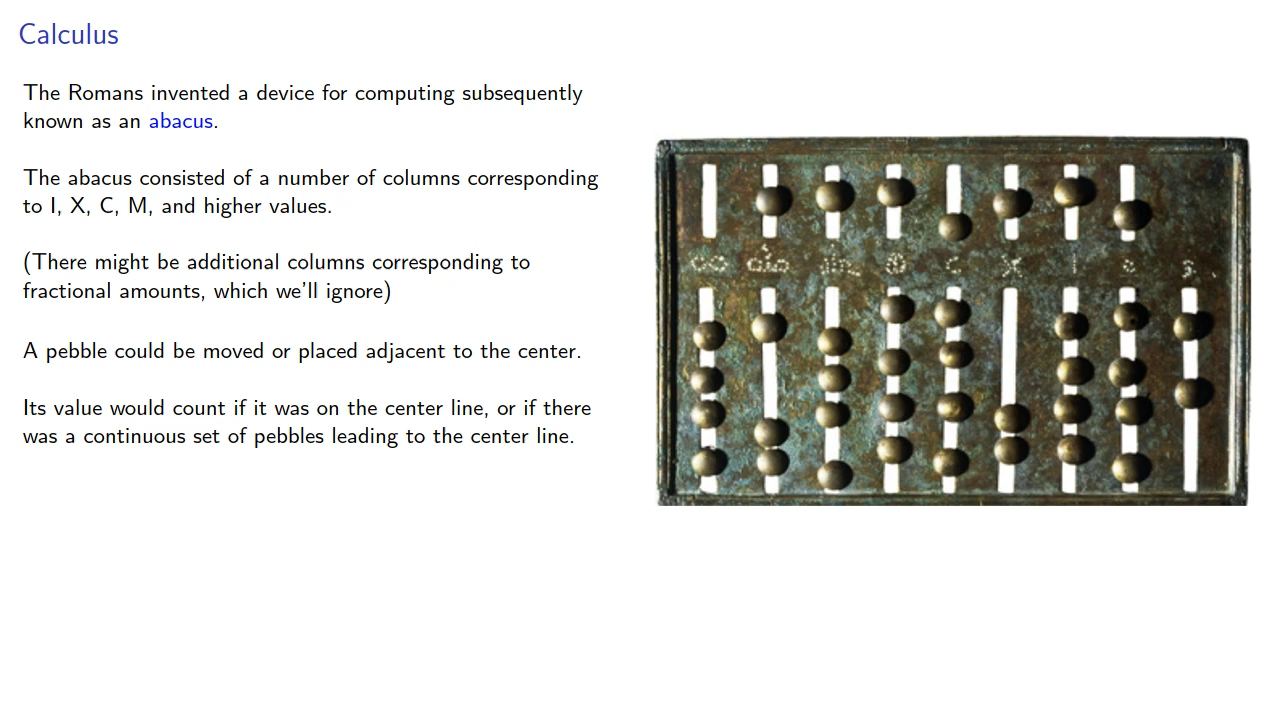 Calculus
The Romans invented a device for computing subsequently
known as an abacus.
The abacus consisted of a number of columns corresponding
to I, X, C, M, and higher values.
(There might be additional columns corresponding to
fractional amounts, which we'll ignore)
A pebble could be moved or placed adjacent to the center.
Its value would count if it was on the center line, or if there
was a continuous set of pebbles leading to the center line.
C X I